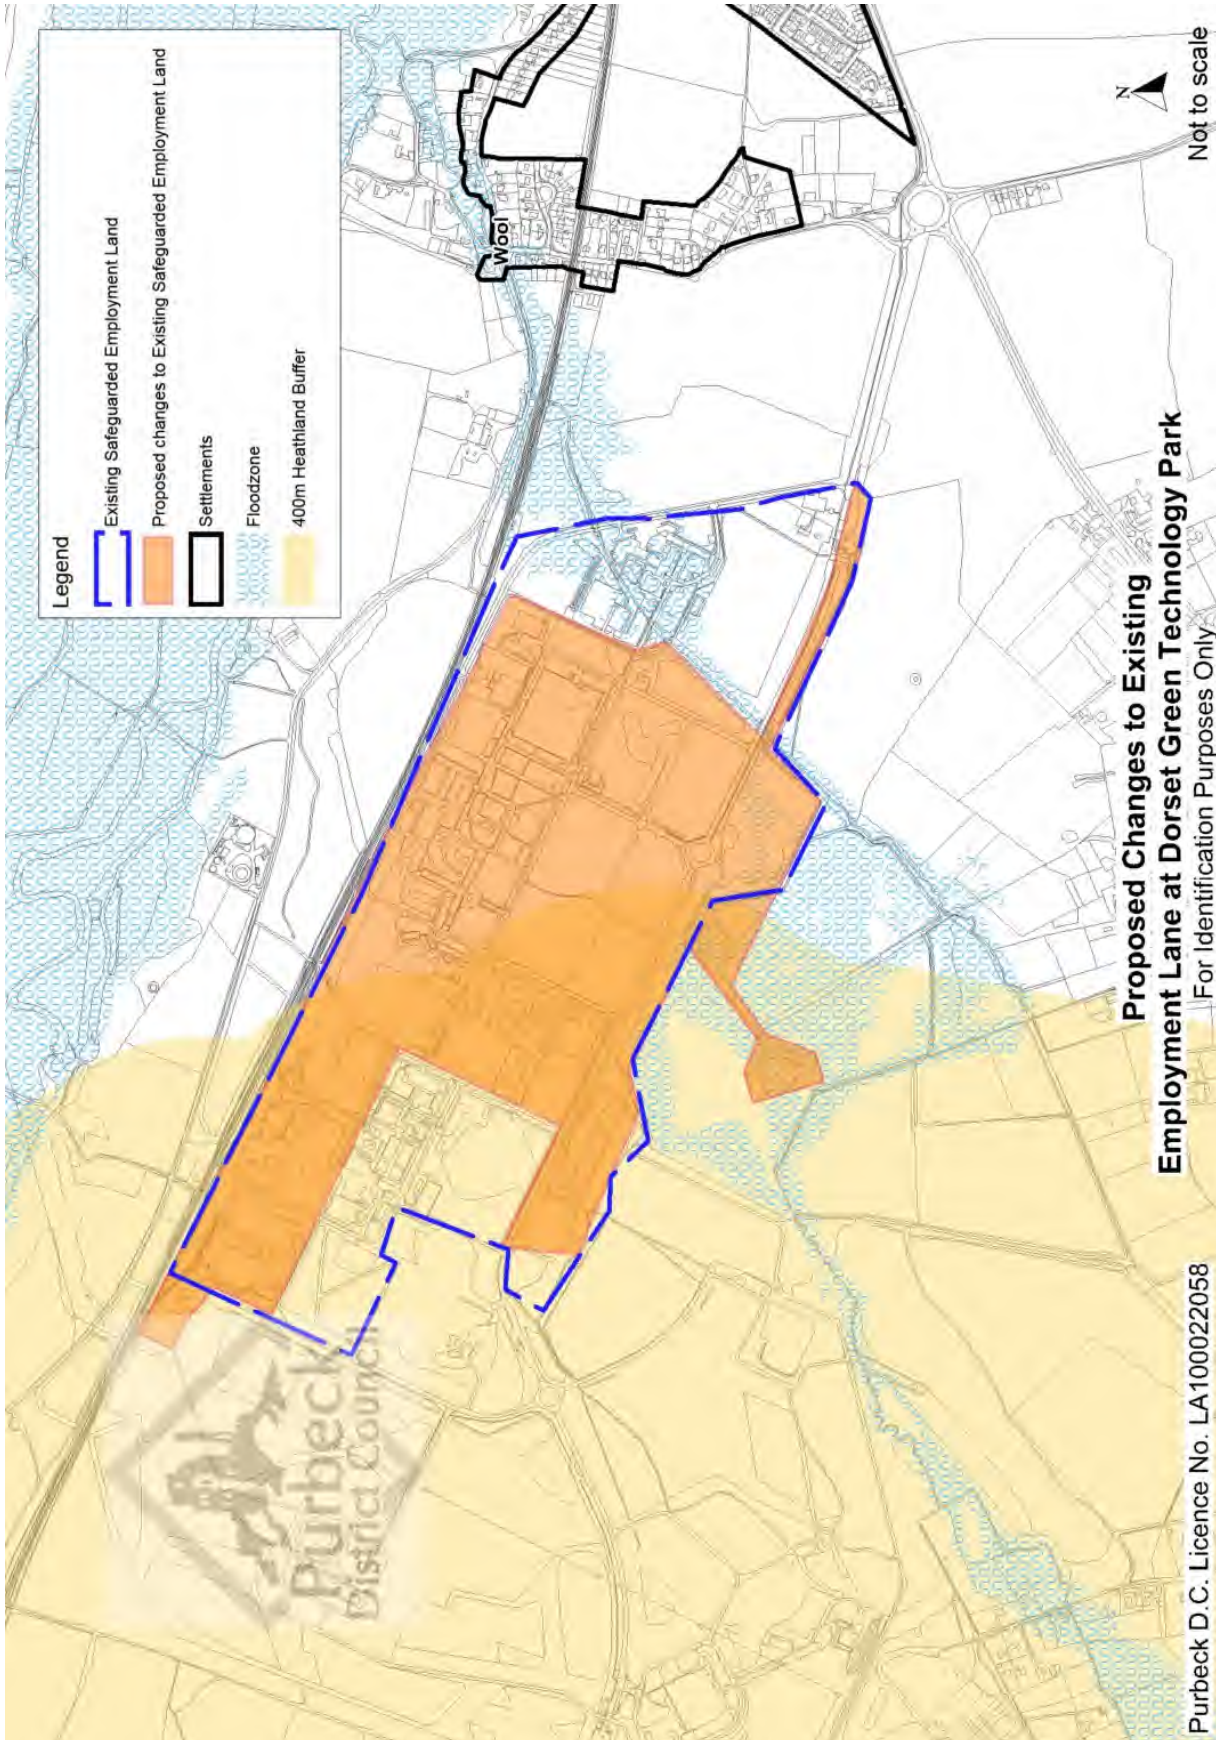 Legend
Existing Safeguarded Employment Land
Proposed changes to Existing Safeguarded Employment Land
Settlements
Floodzone
400m Heathland Buffer
Wool
Purbeck
District Council
N
Not to scale
Proposed Changes to Existing
Employment Lane at Dorset Green Technology Park
For Identification Purposes Only
Purbeck D.C. Licence No. LA100022058